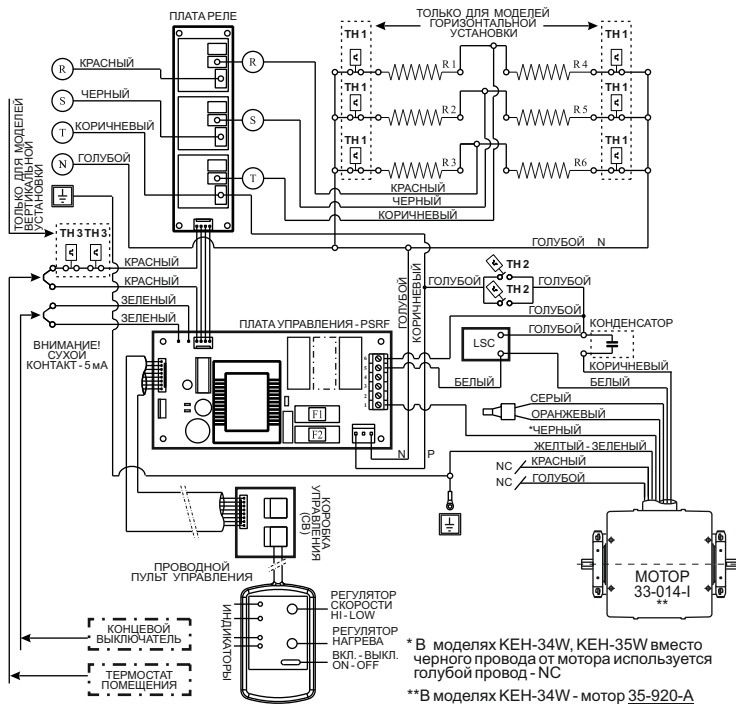 ПЛАТА РЕЛЕ
ТОЛЬКО ДЛЯ МОДЕЛЕЙ
ГОРИЗОНТАЛЬНОЙ
УСТАНОВКИ
TH 1
TH 1
R
КРАСНЫЙ
R
R 1
R 4
S
ЧЕРНЫЙ
S
TH 1
TH 1
R2
R5
T
КОРИЧНЕВЫЙ
T
TH 1
TH 1
R3
R6
N
ГОЛУБОЙ
КРАСНЫЙ
ЧЕРНЫЙ
КОРИЧНЕВЫЙ
ТОЛЬКО ДЛЯ МОДЕЛЕЙ
ВЕРТИКАЛЬНОЙ
УСТАНОВКИ
TH 3 TH 3
ГОЛУБОЙ N
КРАСНЫЙ
КРАСНЫЙ
ЗЕЛЕНЫЙ
ЗЕЛЕНЫЙ
ВНИМАНИЕ!
СУХОЙ
КОНТАКТ - 5 мА
ГОЛУБОЙ
КОРИЧНЕВЫЙ
ГОЛУБОЙ
TH 2
TH 2
ГОЛУБОЙ
ГОЛУБОЙ
ГОЛУБОЙ
КОНДЕНСАТОР
LSC
КОРИЧНЕВЫЙ
БЕЛЫЙ
БЕЛЫЙ
ПЛАТА УПРАВЛЕНИЯ - PSRF
6
5
4
3
2
1
F1
F2
N
P
СЕРЫЙ
ОРАНЖЕВЫЙ
*ЧЕРНЫЙ
ЖЕЛТЫЙ - ЗЕЛЕНЫЙ
NC
КРАСНЫЙ
NC
ГОЛУБОЙ
КОРОБКА
УПРАВЛЕНИЯ
(CB)
ПРОВОДНОЙ
ПУЛЬТ УПРАВЛЕНИЯ
МОТОР
33-014-I
**
ИНДИКАТОРЫ
РЕГУЛЯТОР
СКОРОСТИ
HI - LOW
РЕГУЛЯТОР
НАГРЕВА
ВКЛ. - ВЫКЛ.
ON - OFF
КОНЦЕВОЙ
ВЫКЛЮЧАТЕЛЬ
ТЕРМОСТАТ
ПОМЕЩЕНИЯ
* В моделях KEH-34W, KEH-35W вместо
черного провода от мотора используется
голубой провод - NC
**В моделях KEH-34W - мотор 35-920-A